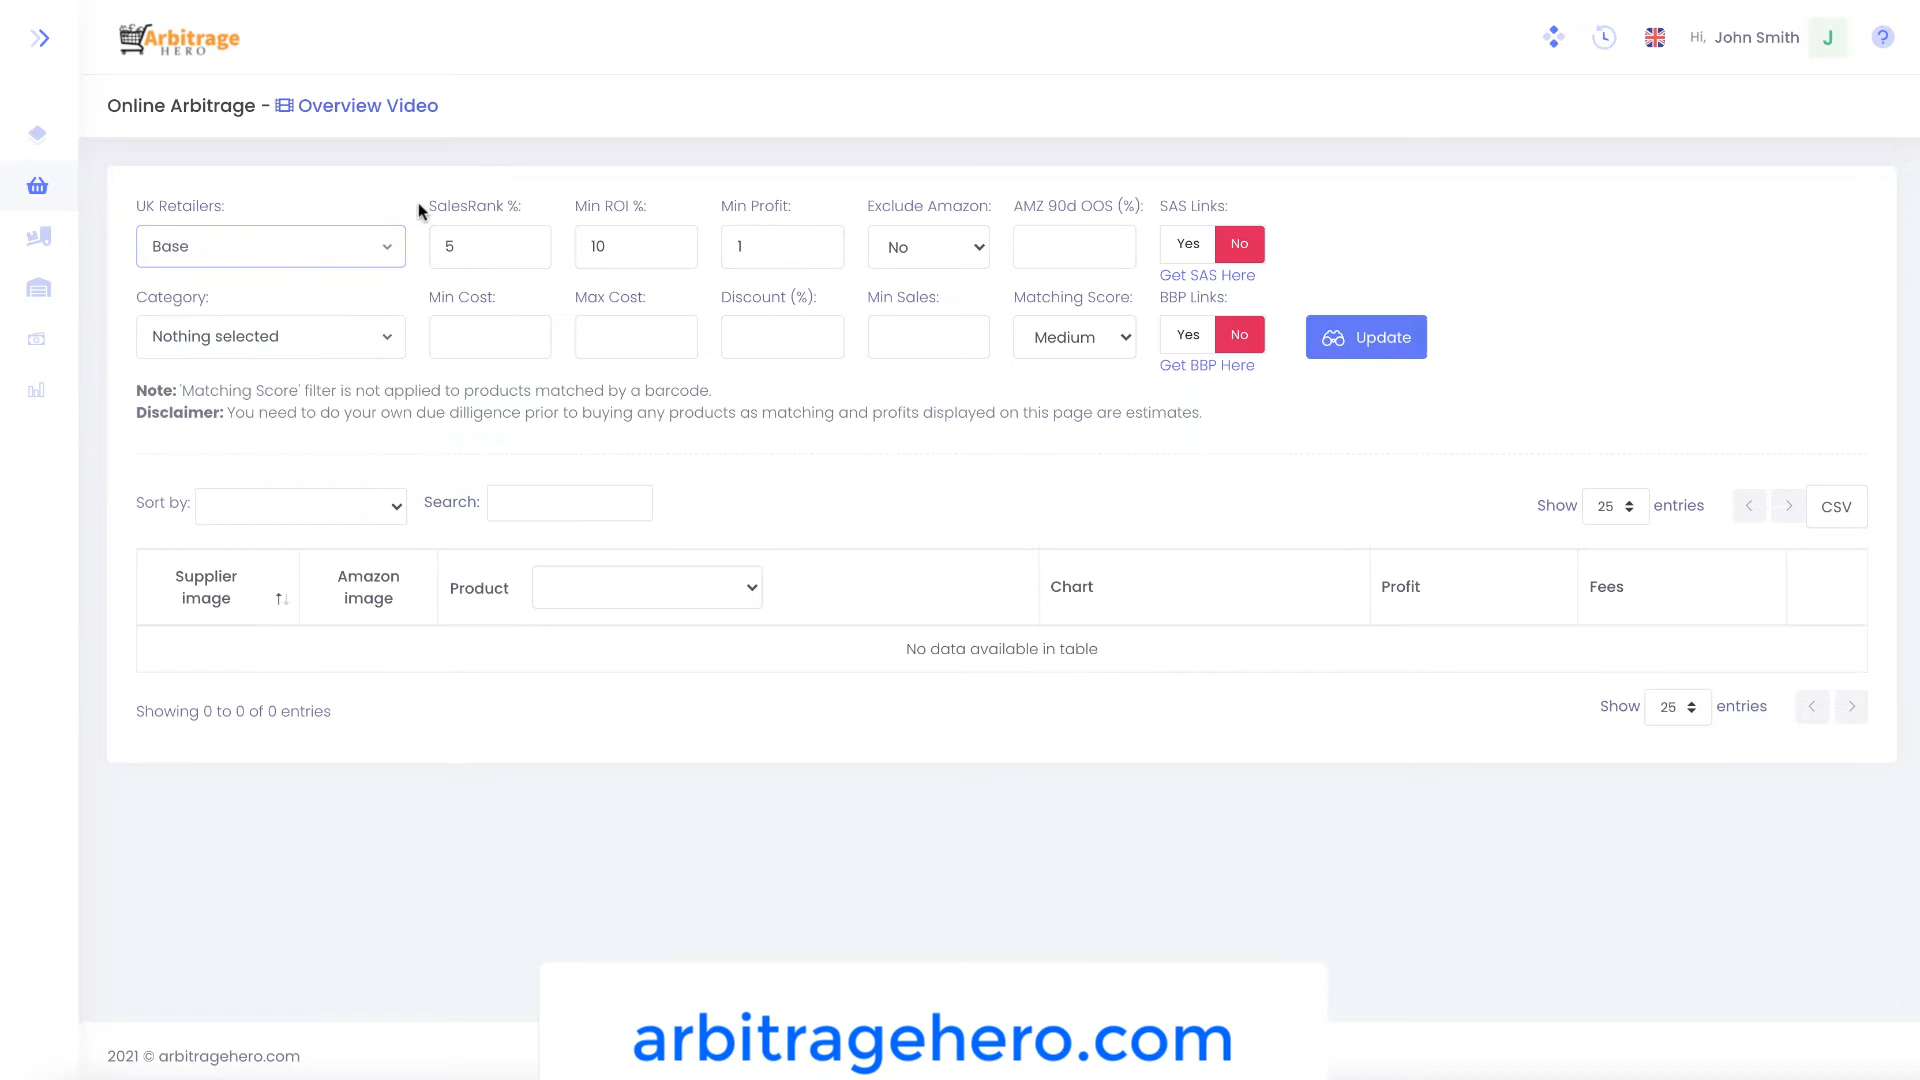 Arbitrage
HERO
Hi, John Smith J ?
Online Arbitrage - Overview Video
UK Retailers: SalesRank %: Min ROI %: Min Profit: Exclude Amazon: AMZ 90d OOS (%): SAS Links:
Base 5 10 1 No Yes No
Get SAS Here
Category: Min Cost: Max Cost: Discount (%): Min Sales: Matching Score: BBP Links:
Nothing selected Medium Yes No Update
Get BBP Here
Note: 'Matching Score' filter is not applied to products matched by a barcode.
Disclaimer: You need to do your own due dilligence prior to buying any products as matching and profits displayed on this page are estimates.
Sort by: Search: Show 25 entries CSV
Supplier image Amazon image Product Chart Profit Fees
No data available in table
Showing 0 to 0 of 0 entries Show 25 entries
arbitragehero.com
2021 © arbitragehero.com